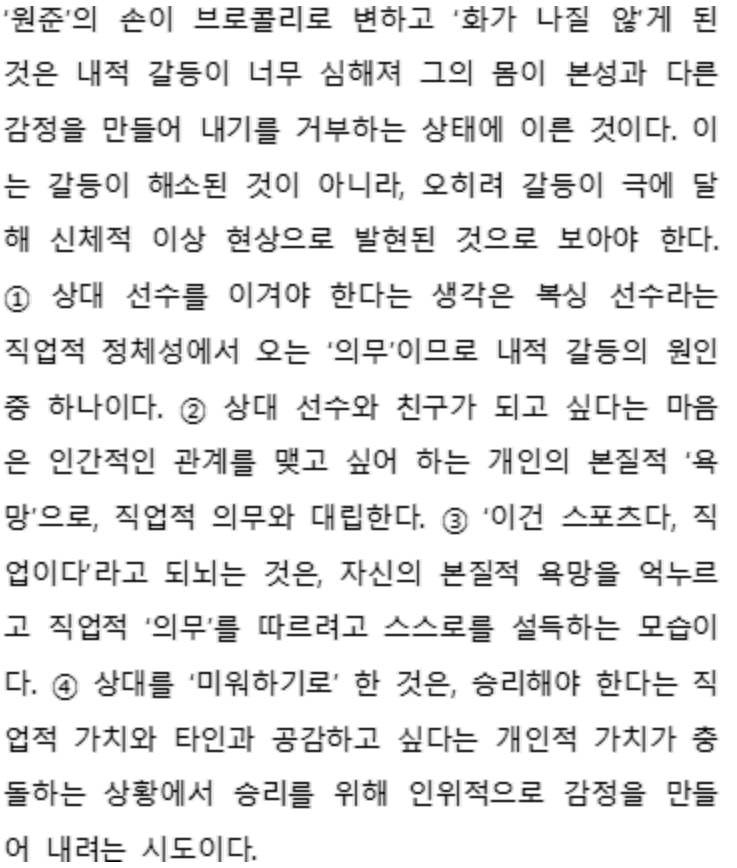 ‘원준’의 손이 브로콜리로 변하고 ‘화가 나질 않’게 된
것은 내적 갈등이 너무 심해져 그의 몸이 본성과 다른
감정을 만들어 내기를 거부하는 상태에 이른 것이다. 이
는 갈등이 해소된 것이 아니라, 오히려 갈등이 극에 달
해 신체적 이상 현상으로 발현된 것으로 보아야 한다.
① 상대 선수를 이겨야 한다는 생각은 복싱 선수라는
직업적 정체성에서 오는 ‘의무’이므로 내적 갈등의 원인
중 하나이다. ② 상대 선수와 친구가 되고 싶다는 마음
은 인간적인 관계를 맺고 싶어 하는 개인의 본질적 ‘욕
망’으로, 직업적 의무와 대립한다. ③ ‘이건 스포츠다, 직
업이다’라고 되뇌는 것은, 자신의 본질적 욕망을 억누르
고 직업적 ‘의무’를 따르려고 스스로를 설득하는 모습이
다. ④ 상대를 ‘미워하기로’ 한 것은, 승리해야 한다는 직
업적 가치와 타인과 공감하고 싶다는 개인적 가치가 충
돌하는 상황에서 승리를 위해 인위적으로 감정을 만들
어 내려는 시도이다.